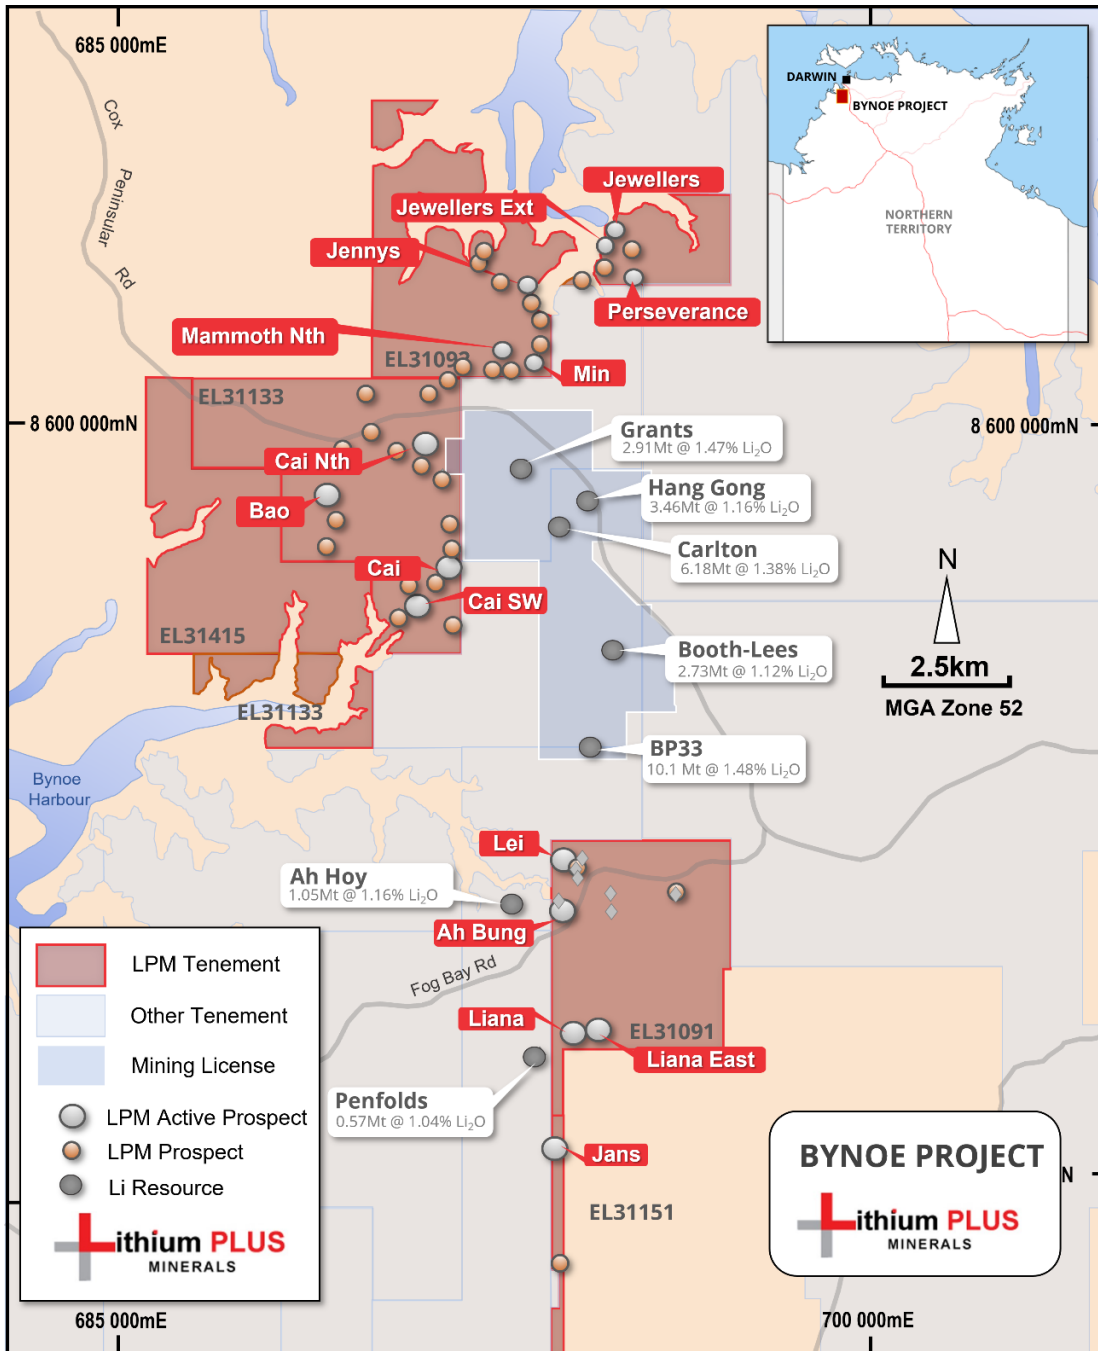 685 000mE
DARWIN
BYNOE PROJECT
NORTHERN
TERRITORY
Cox
Peninsular
Rd
Jewellers
Jewellers Ext
Jennys
Perseverance
Mammoth Nth
EL31093
Min
EL31133
8 600 000mN
8 600 000mN
Grants
2.91Mt @ 1.47% Li₂O
Cai Nth
Hang Gong
3.46Mt @ 1.16% Li₂O
Bao
Carlton
6.18Mt @ 1.38% Li₂O
Cai
Cai SW
N
2.5km
MGA Zone 52
EL31415
Booth-Lees
2.73Mt @ 1.12% Li₂O
EL31133
BP33
10.1 Mt @ 1.48% Li₂O
Bynoe
Harbour
Lei
Ah Hoy
1.05Mt @ 1.16% Li₂O
Ah Bung
Fog Bay Rd
Liana
EL31091
Liana East
Penfolds
0.57Mt @ 1.04% Li₂O
Jans
EL31151
LPM Tenement
Other Tenement
Mining License
LPM Active Prospect
LPM Prospect
Li Resource
Lithium PLUS
MINERALS
BYNOE PROJECT
Lithium PLUS
MINERALS
N
685 000mE
700 000mE